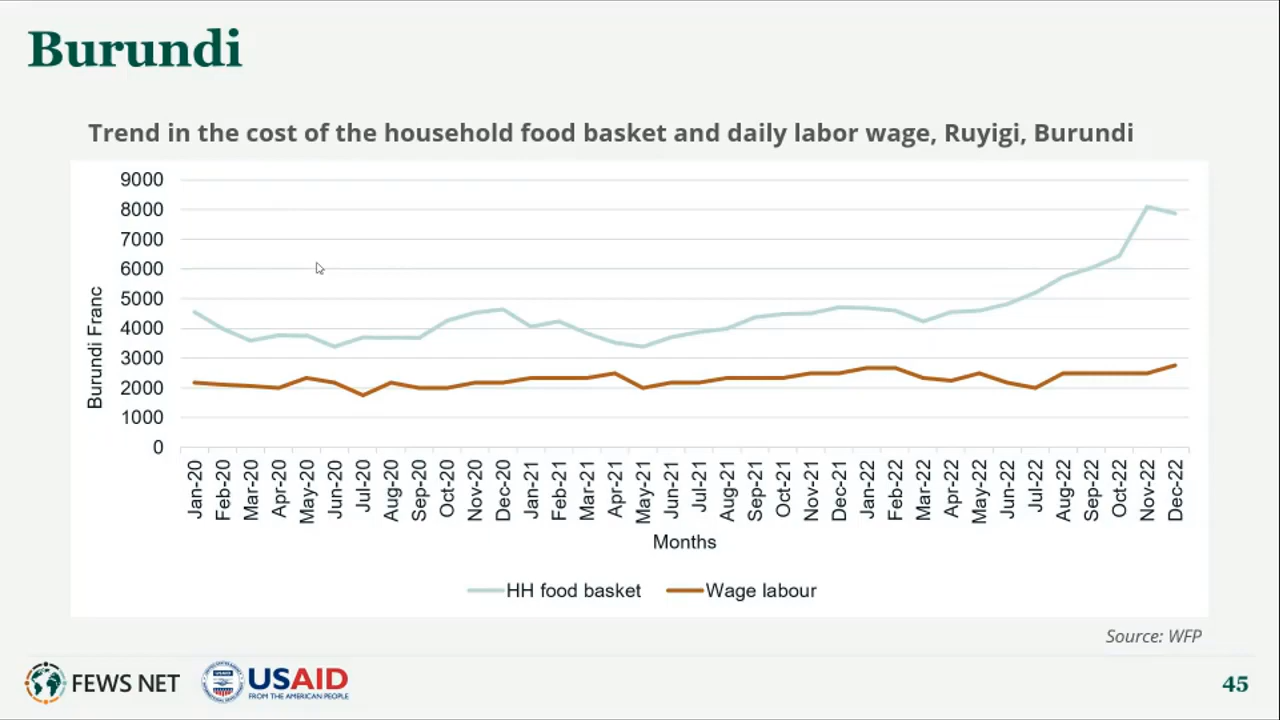 Burundi
Trend in the cost of the household food basket and daily labor wage, Ruyigi, Burundi
9000
8000
7000
6000
5000
4000
3000
2000
1000
0
Burundi Franc
Jan-20
Feb-20
Mar-20
Apr-20
May-20
Jun-20
Jul-20
Aug-20
Sep-20
Oct-20
Nov-20
Dec-20
Jan-21
Feb-21
Mar-21
Apr-21
May-21
Jun-21
Jul-21
Aug-21
Sep-21
Oct-21
Nov-21
Dec-21
Jan-22
Feb-22
Mar-22
Apr-22
May-22
Jun-22
Jul-22
Aug-22
Sep-22
Oct-22
Nov-22
Dec-22
Months
HH food basket
Wage labour
Source: WFP
FEWS NET
USAID
FROM THE AMERICAN PEOPLE
45